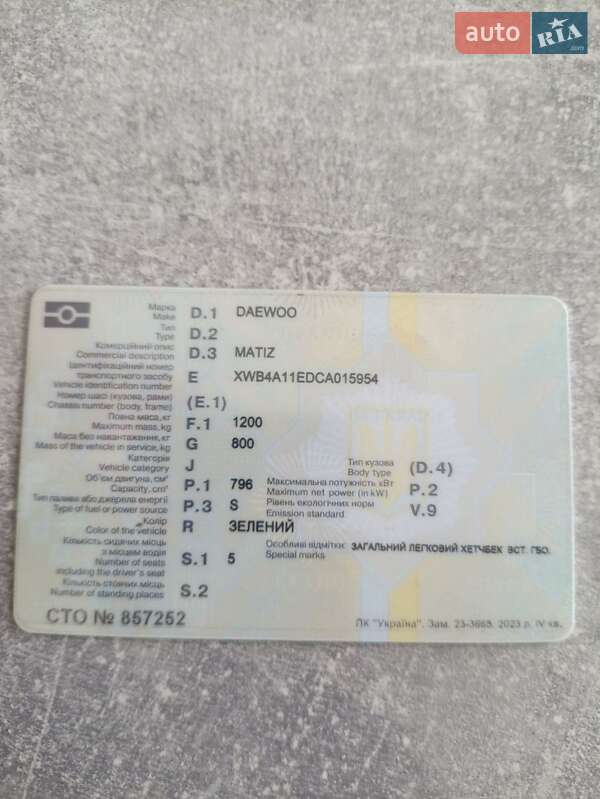 auto RIA.com
Марка
Make D.1 DAEWOO
Тип
Type D.2
Комерційний опис
Commercial description D.3 MATIZ
Ідентифікаційний номер
транспортного засобу
Vehicle identification number E XWB4A11EDCA015954
Номер шасі (кузова, рами)
Chassis number (body, frame) (E.1)
Повна маса, кг
Maximum mass, kg F.1 1200
Маса без навантаження, кг
Mass of the vehicle in service, kg G 800
Категорія
Vehicle category J
Тип кузова
Body type (D.4)
Об'єм двигуна, см³
Capacity, cm³ P.1 796
Максимальна потужність кВт
Maximum net power (in kW) P.2
Тип палива або джерела енергії
Type of fuel or power source P.3 S
Рівень екологічних норм
Emission standard V.9
Колір
Color of the vehicle R ЗЕЛЕНИЙ
Кількість сидячих місць
з місцем водія
Number of seats
including the driver's seat S.1 5
Особливі відмітки: ЗАГАЛЬНИЙ ЛЕГКОВИЙ ХЕТЧБЕК ВСТ. ГБО.
Special marks
Кількість стоячих місць
Number of standing places S.2
СТО № 857252
ПК "Україна". Зам. 23-3668. 2023 р. IV кв.